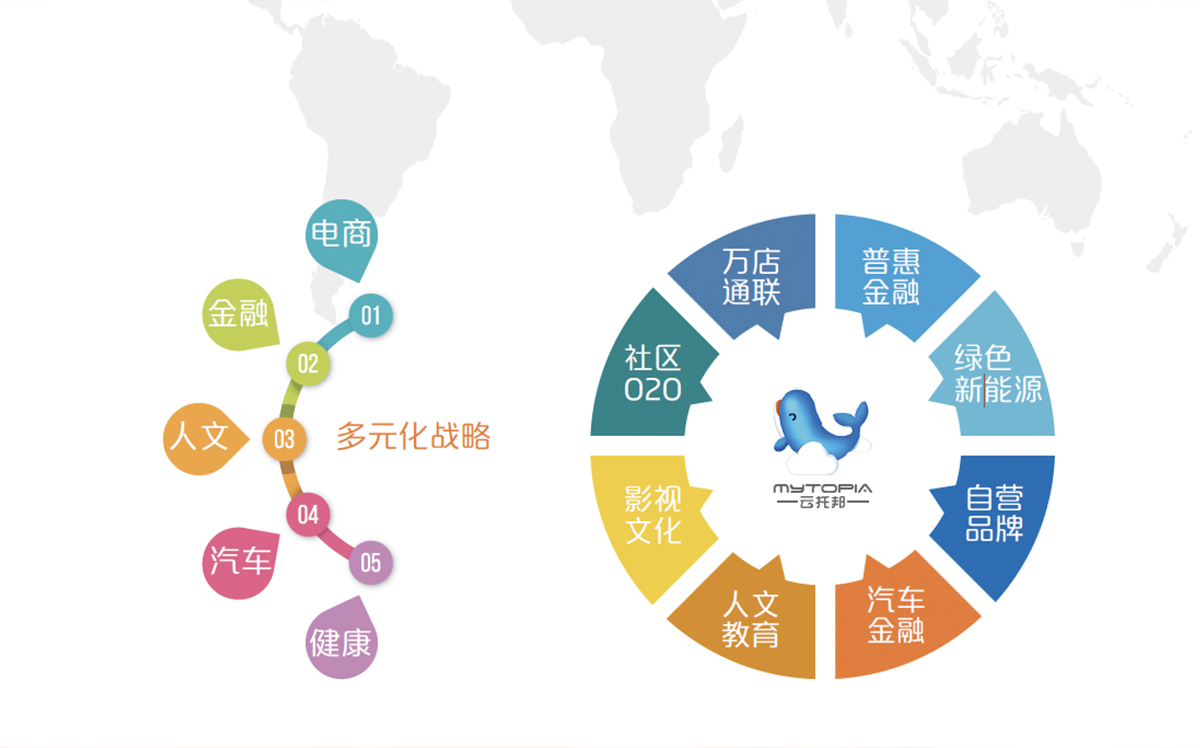 电商
01
金融
02
人文
03
多元化战略
04
汽车
05
健康
万店
通联
普惠
金融
绿色
新能源
自营
品牌
汽车
金融
人文
教育
影视
文化
社区
O2O
MYTOPIA
云托邦